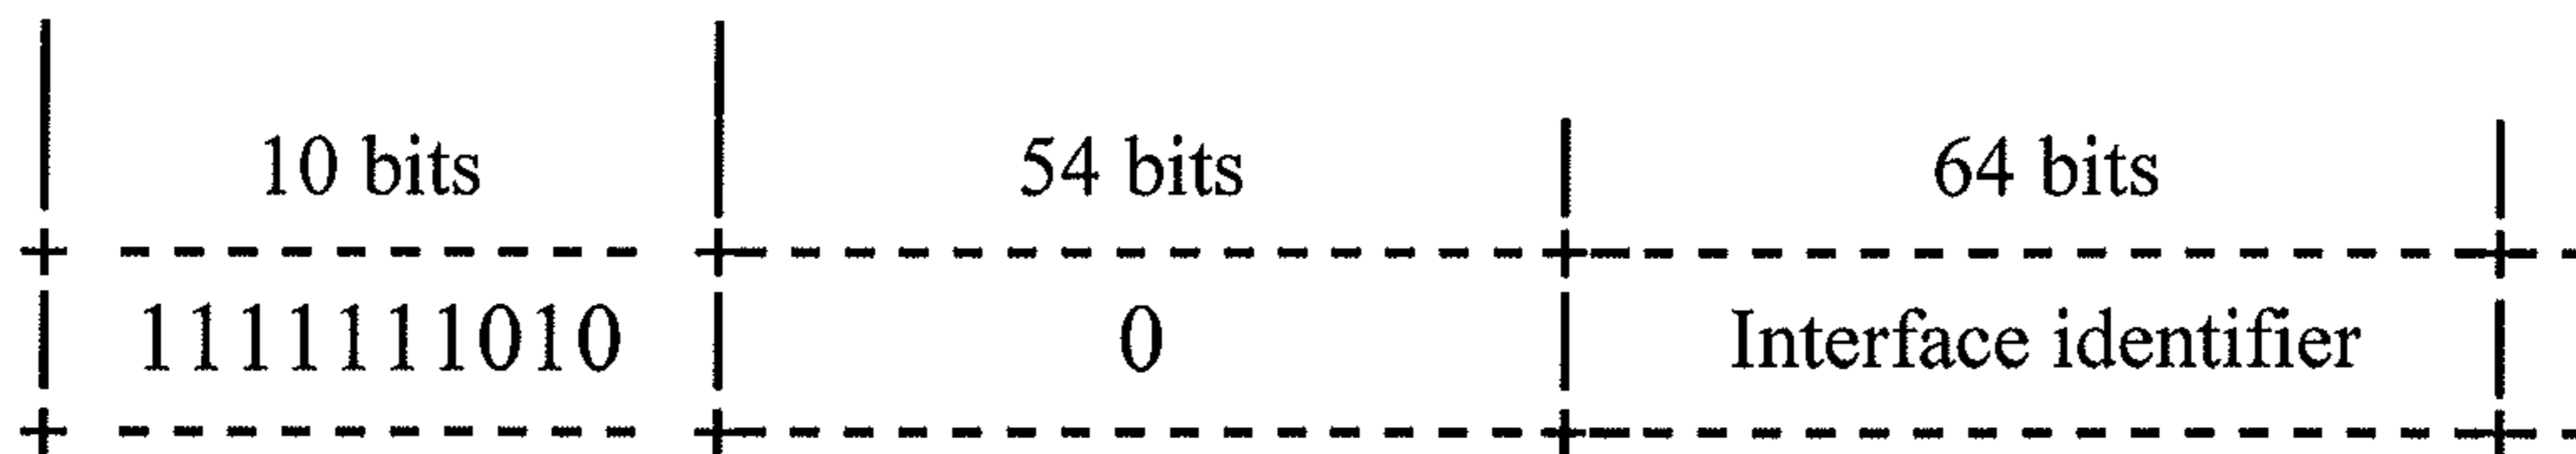 10 bits 54 bits 64 bits
1111111010 0 Interface identifier